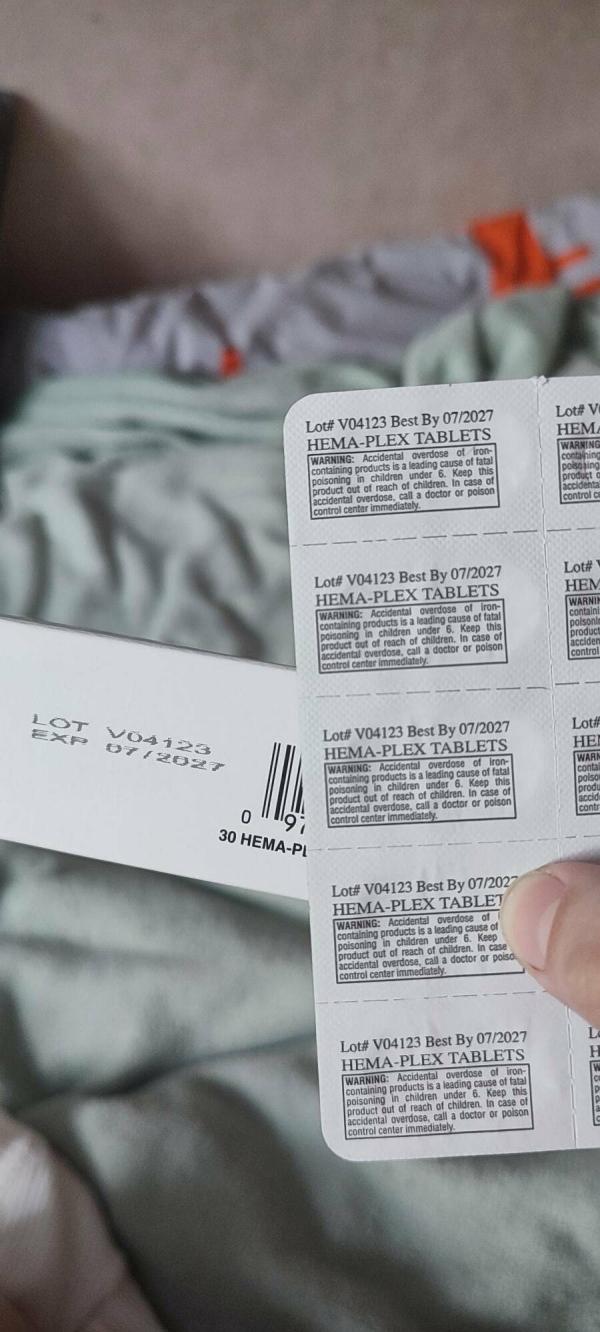 Lot# V04123 Best By 07/2027
HEMA-PLEX TABLETS
WARNING: Accidental overdose of iron-
containing products is a leading cause of fatal
poisoning in children under 6. Keep this
product out of reach of children. In case of
accidental overdose, call a doctor or poison
control center immediately.
Lot# V04123 Best By 07/2027
HEMA-PLEX TABLETS
WARNING: Accidental overdose of iron-
containing products is a leading cause of fatal
poisoning in children under 6. Keep this
product out of reach of children. In case of
accidental overdose, call a doctor or poison
control center immediately.
Lot# V04123 Best By 07/2027
HEMA-PLEX TABLETS
WARNING: Accidental overdose of iron-
containing products is a leading cause of fatal
poisoning in children under 6. Keep this
product out of reach of children. In case of
accidental overdose, call a doctor or poison
control center immediately.
Lot# V04123 Best By 07/2027
HEMA-PLEX TABLET
WARNING: Accidental overdose of
containing products is a leading cause of
poisoning in children under 6. Keep
product out of reach of children. In case
accidental overdose, call a doctor or
control center immediately.
Lot# V04123 Best By 07/2027
HEMA-PLEX TABLETS
WARNING: Accidental overdose of iron-
containing products is a leading cause of fatal
poisoning in children under 6. Keep this
product out of reach of children. In case of
accidental overdose, call a doctor or poison
control center immediately.
LOT V04123
EXP 07/2027
0 97
30 HEMA-PL
Lot#
HEMA
WARNING
Lot#
HEM
Lot#
HE